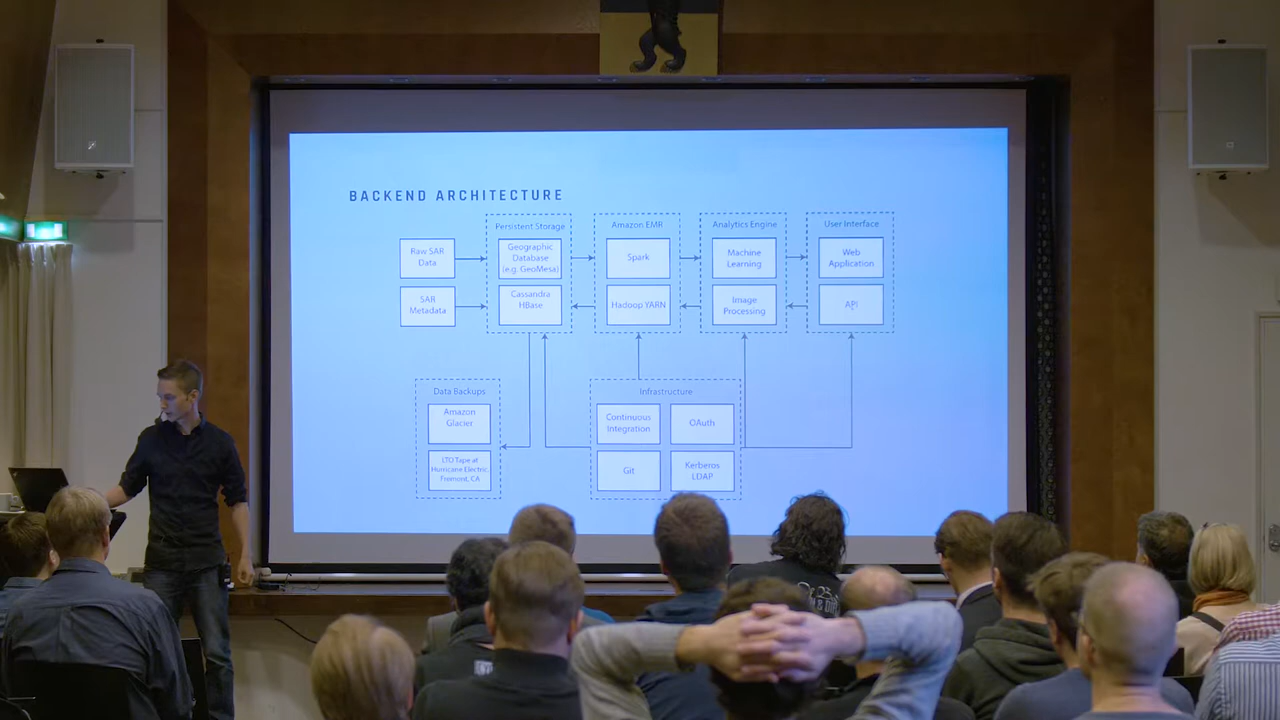 BACKEND ARCHITECTURE
Persistent Storage
Amazon EMR
Analytics Engine
User Interface
Raw SAR
Data
Geographic
Database
(e.g. GeoMesa)
Spark
Machine
Learning
Web
Application
SAR
Metadata
Cassandra
HBase
Hadoop YARN
Image
Processing
API
Data Backups
Infrastructure
Amazon
Glacier
Continuous
Integration
OAuth
LTO Tape at
Hurricane Electric,
Fremont, CA
Git
Kerberos
LDAP